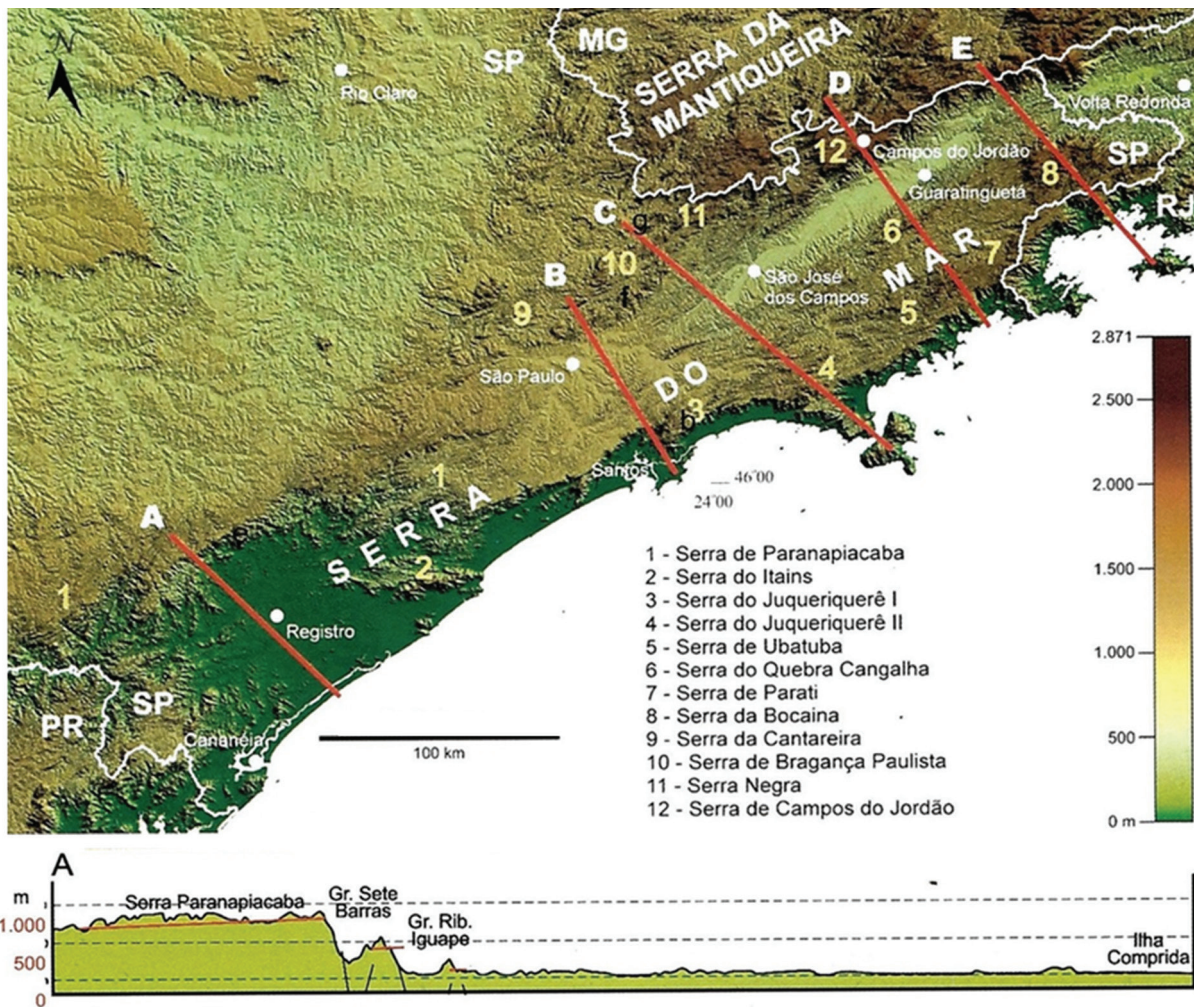 N
MG
SP
SERRA DA
MANTIQUEIRA
E
D
Rio Claro
Volta Redonda
12
Campos do Jordão
SP
8
Guaratinguetá
C
g
11
RJ
6
7
10
B
São José
dos Campos
M A R
9
f
5
São Paulo
D O
4
3
b
2.871
2.500
2.000
1.500
1.000
500
0 m
Santos
46°00
24°00
1
S E R R A
2
A
1
Registro
SP
PR
Cananéia
100 km
1 - Serra de Paranapiacaba
2 - Serra do Itains
3 - Serra do Juqueriquerê I
4 - Serra do Juqueriquerê II
5 - Serra de Ubatuba
6 - Serra do Quebra Cangalha
7 - Serra de Parati
8 - Serra da Bocaina
9 - Serra da Cantareira
10 - Serra de Bragança Paulista
11 - Serra Negra
12 - Serra de Campos do Jordão
A
m
1.000
500
0
Serra Paranapiacaba
Gr. Sete
Barras
Gr. Rib.
Iguape
Ilha
Comprida